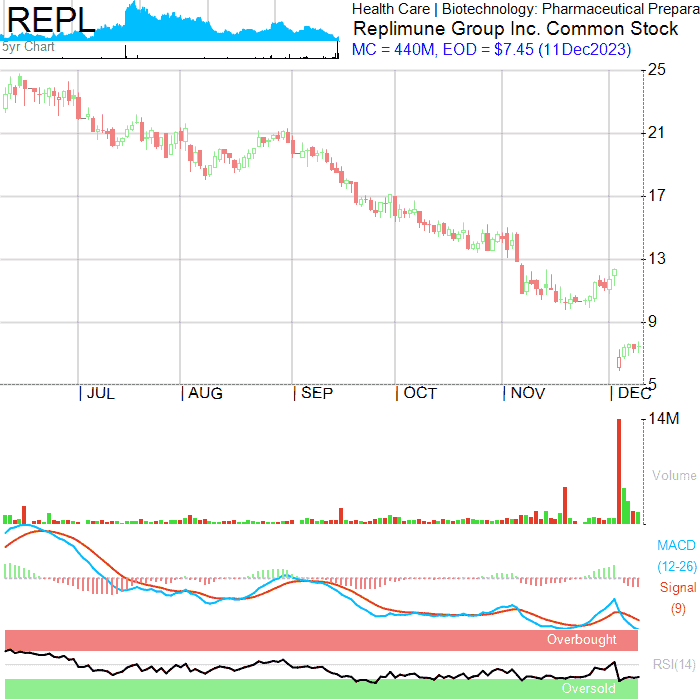 REPL
5yr Chart
Health Care | Biotechnology: Pharmaceutical Prepara
Replimune Group Inc. Common Stock
MC = 440M, EOD = $7.45 (11Dec2023)
25
21
17
13
9
5
| JUL | AUG | SEP | OCT | NOV | DEC
14M
Volume
MACD
(12-26)
Signal
(9)
Overbought
RSI(14)
Oversold